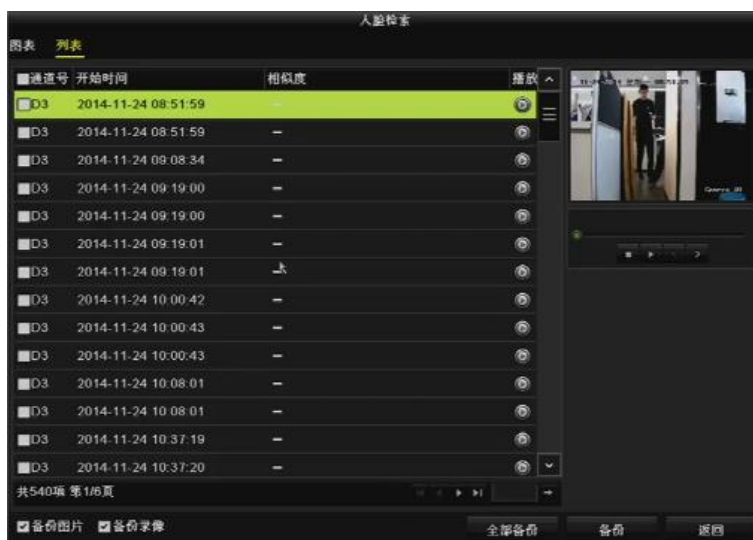 人脸检索
图表 列表
通道号 开始时间 相似度 播放
D3 2014-11-24 08:51:59 –
D3 2014-11-24 08:51:59 –
D3 2014-11-24 09:08:34 –
D3 2014-11-24 09:19:00 –
D3 2014-11-24 09:19:00 –
D3 2014-11-24 09:19:01 –
D3 2014-11-24 09:19:01 –
D3 2014-11-24 10:00:42 –
D3 2014-11-24 10:00:43 –
D3 2014-11-24 10:00:43 –
D3 2014-11-24 10:08:01 –
D3 2014-11-24 10:08:01 –
D3 2014-11-24 10:37:19 –
D3 2014-11-24 10:37:20 –
共540项 第1/6页
备份图片 备份录像 全部备份 备份 返回